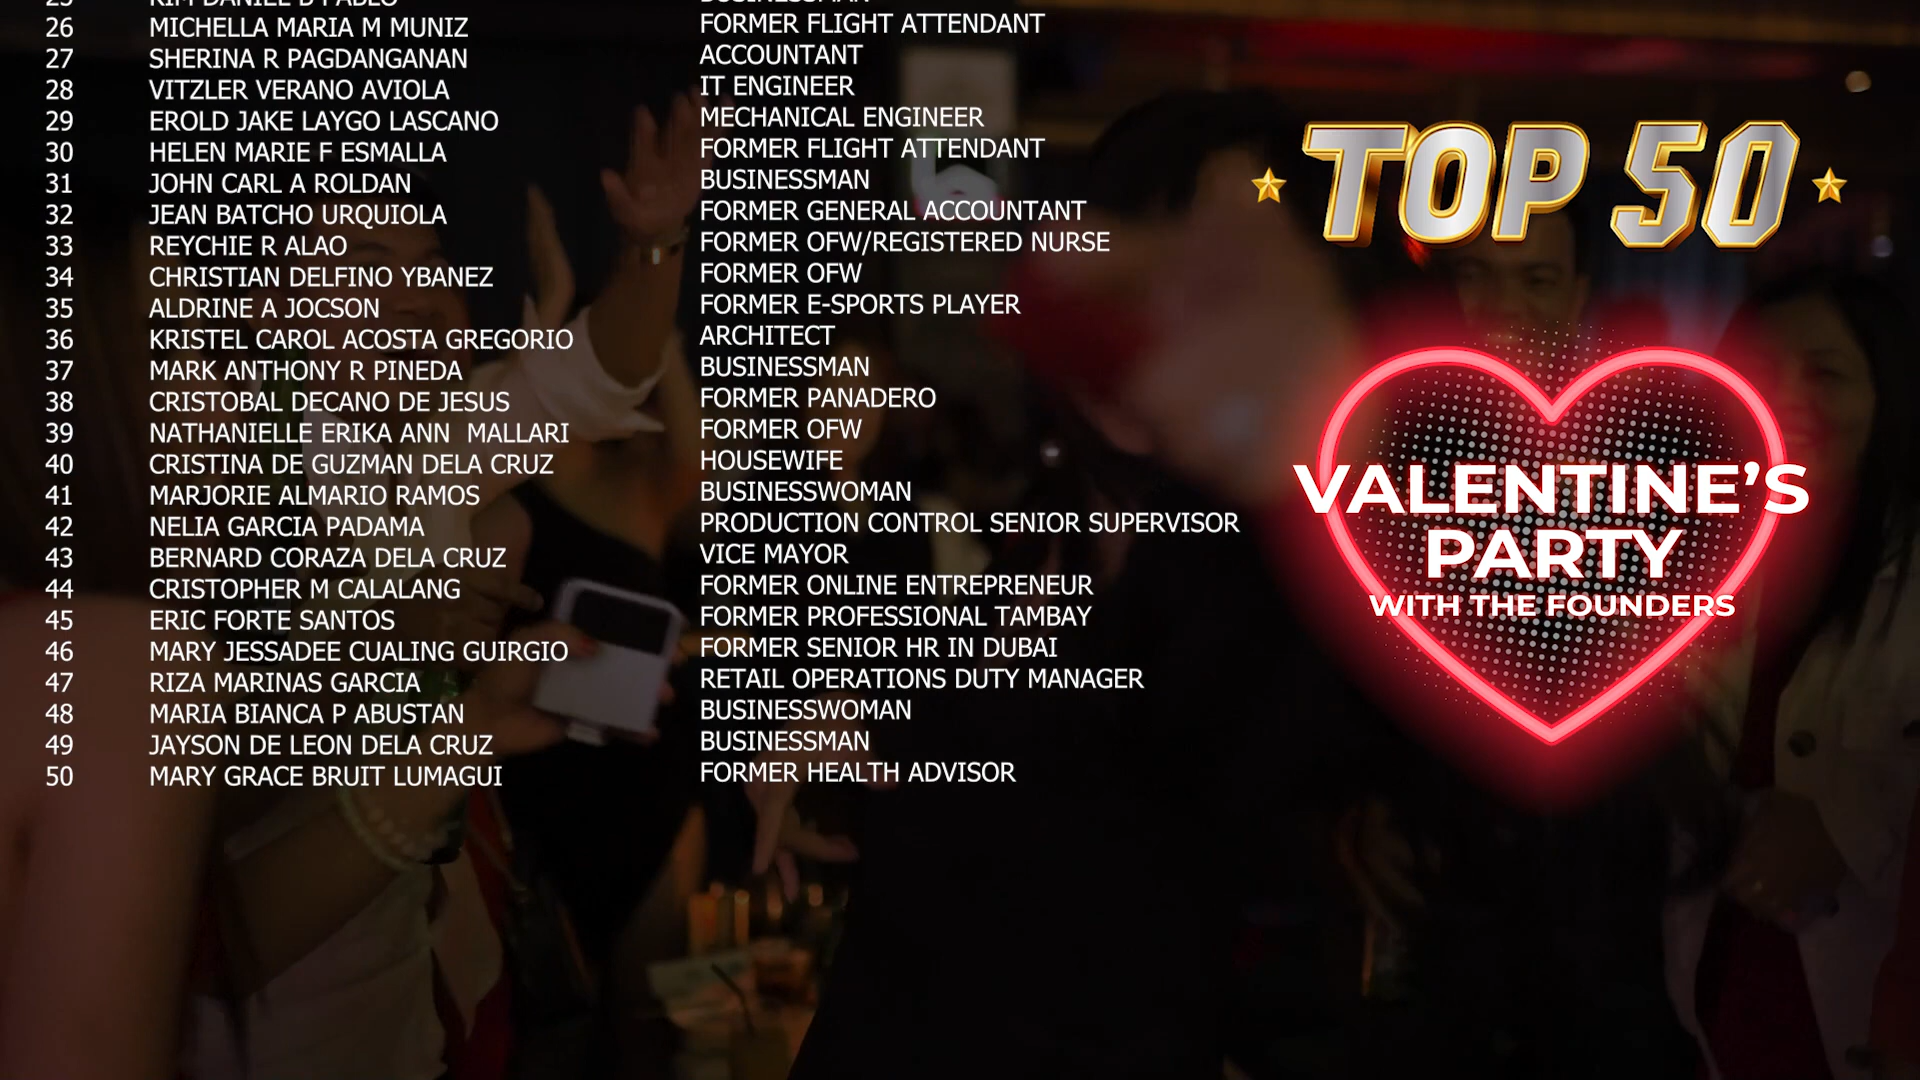 25 KIM DANIEL B PABLO BUSINESSMAN
26 MICHELLA MARIA M MUNIZ FORMER FLIGHT ATTENDANT
27 SHERINA R PAGDANGANAN ACCOUNTANT
28 VITZLER VERANO AVIOLA IT ENGINEER
29 EROLD JAKE LAYGO LASCANO MECHANICAL ENGINEER
30 HELEN MARIE F ESMALLA FORMER FLIGHT ATTENDANT
31 JOHN CARL A ROLDAN BUSINESSMAN
32 JEAN BATCHO URQUIOLA FORMER GENERAL ACCOUNTANT
33 REYCHIE R ALAO FORMER OFW/REGISTERED NURSE
34 CHRISTIAN DELFINO YBANEZ FORMER OFW
35 ALDRINE A JOCSON FORMER E-SPORTS PLAYER
36 KRISTEL CAROL ACOSTA GREGORIO ARCHITECT
37 MARK ANTHONY R PINEDA BUSINESSMAN
38 CRISTOBAL DECANO DE JESUS FORMER PANADERO
39 NATHANIELLE ERIKA ANN  MALLARI FORMER OFW
40 CRISTINA DE GUZMAN DELA CRUZ HOUSEWIFE
41 MARJORIE ALMARIO RAMOS BUSINESSWOMAN
42 NELIA GARCIA PADAMA PRODUCTION CONTROL SENIOR SUPERVISOR
43 BERNARD CORAZA DELA CRUZ VICE MAYOR
44 CRISTOPHER M CALALANG FORMER ONLINE ENTREPRENEUR
45 ERIC FORTE SANTOS FORMER PROFESSIONAL TAMBAY
46 MARY JESSADEE CUALING GUIRGIO FORMER SENIOR HR IN DUBAI
47 RIZA MARINAS GARCIA RETAIL OPERATIONS DUTY MANAGER
48 MARIA BIANCA P ABUSTAN BUSINESSWOMAN
49 JAYSON DE LEON DELA CRUZ BUSINESSMAN
50 MARY GRACE BRUIT LUMAGUI FORMER HEALTH ADVISOR
TOP 50
VALENTINE'S
PARTY
WITH THE FOUNDERS